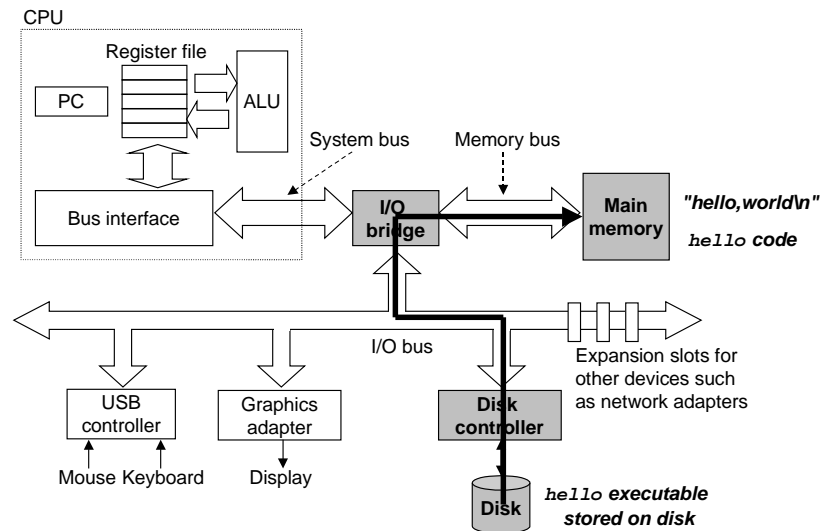 CPU
Register file
PC
ALU
System bus
Memory bus
Bus interface
I/O
bridge
Main
memory
"hello,world\n"
hello code
I/O bus
Expansion slots for
other devices such
as network adapters
USB
controller
Graphics
adapter
Disk
controller
Mouse Keyboard
Display
Disk
hello executable
stored on disk